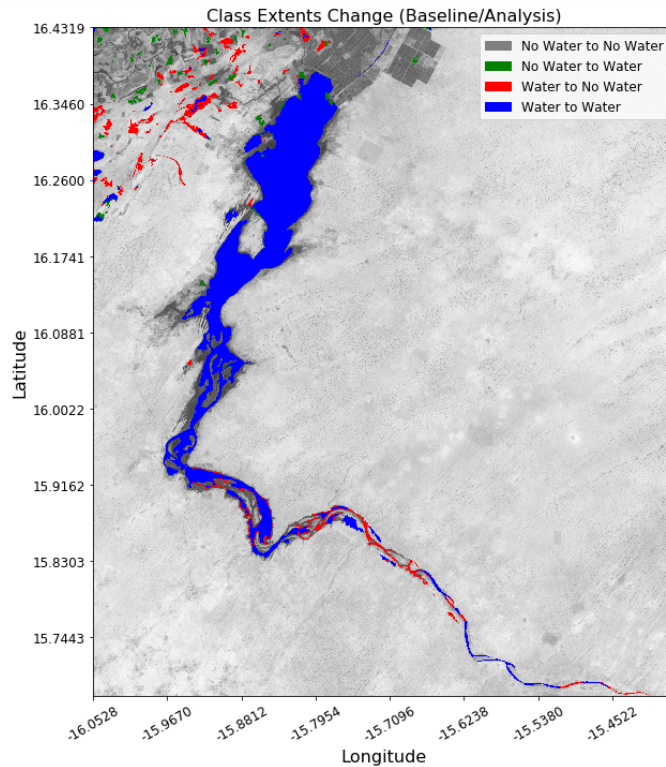 Class Extents Change (Baseline/Analysis)
No Water to No Water
No Water to Water
Water to No Water
Water to Water
16.4319
16.3460
16.2600
16.1741
16.0881
16.0022
15.9162
15.8303
15.7443
Latitude
-16.0528
-15.9670
-15.8812
-15.7954
-15.7096
-15.6238
-15.5380
-15.4522
Longitude